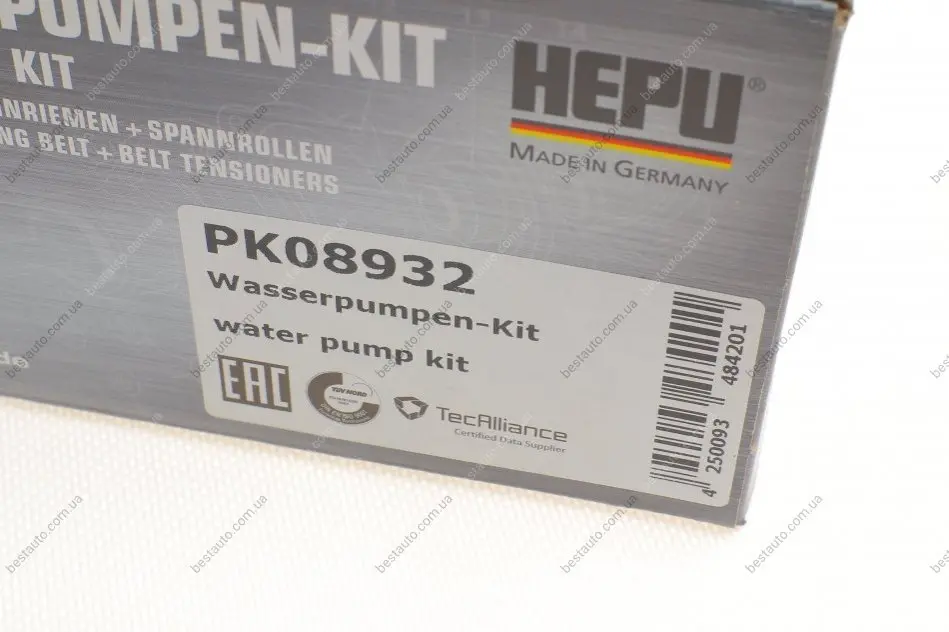 PUMPEN-KIT
KIT
NRIEMEN + SPANNROLLEN
NG BELT + BELT TENSIONERS
HEPU®
MADE IN GERMANY
PK08932
Wasserpumpen-Kit
water pump kit
EAC
TÜV NORD
TecAlliance
Certified Data Supplier
4 250093 484201
de
bestauto.com.ua